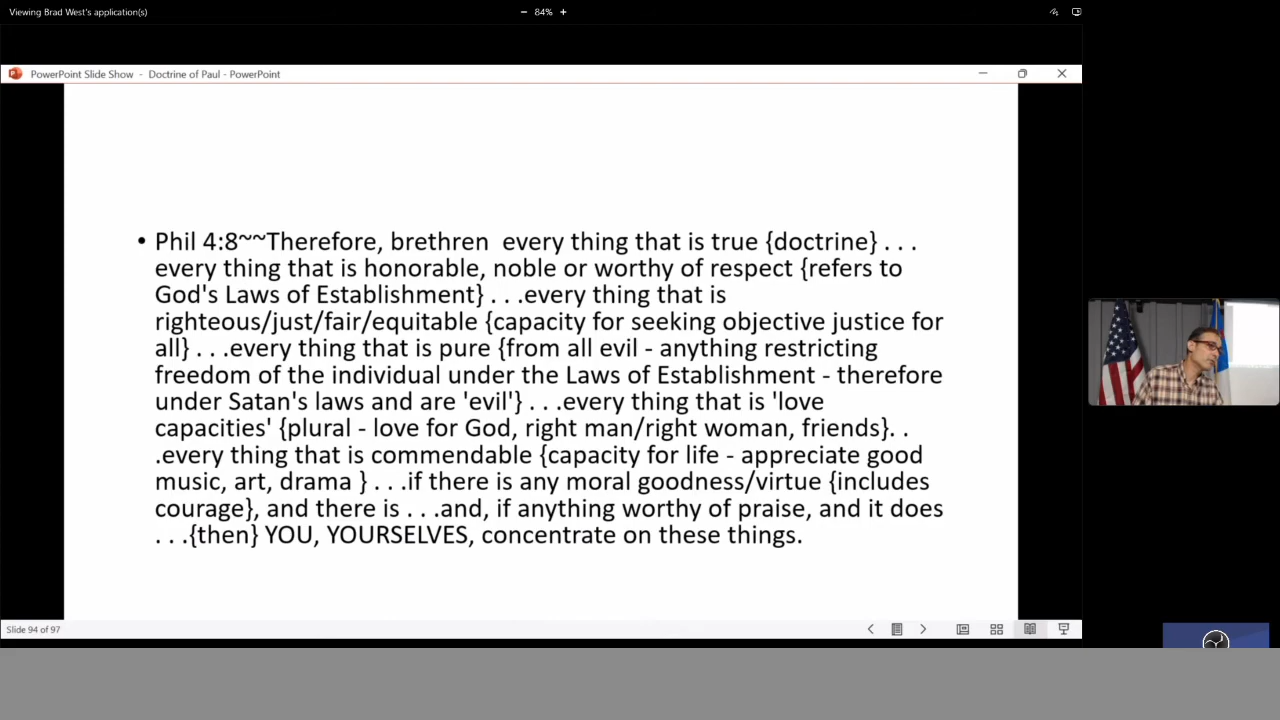 Viewing Brad West's application(s)
− 84% +
PowerPoint Slide Show - Doctrine of Paul - PowerPoint
• Phil 4:8~~Therefore, brethren  every thing that is true {doctrine} . . .
every thing that is honorable, noble or worthy of respect {refers to
God's Laws of Establishment} . . .every thing that is
righteous/just/fair/equitable {capacity for seeking objective justice for
all} . . .every thing that is pure {from all evil - anything restricting
freedom of the individual under the Laws of Establishment - therefore
under Satan's laws and are 'evil'} . . .every thing that is 'love
capacities' {plural - love for God, right man/right woman, friends}. .
.every thing that is commendable {capacity for life - appreciate good
music, art, drama } . . .if there is any moral goodness/virtue {includes
courage}, and there is . . .and, if anything worthy of praise, and it does
. . .{then} YOU, YOURSELVES, concentrate on these things.
Slide 94 of 97